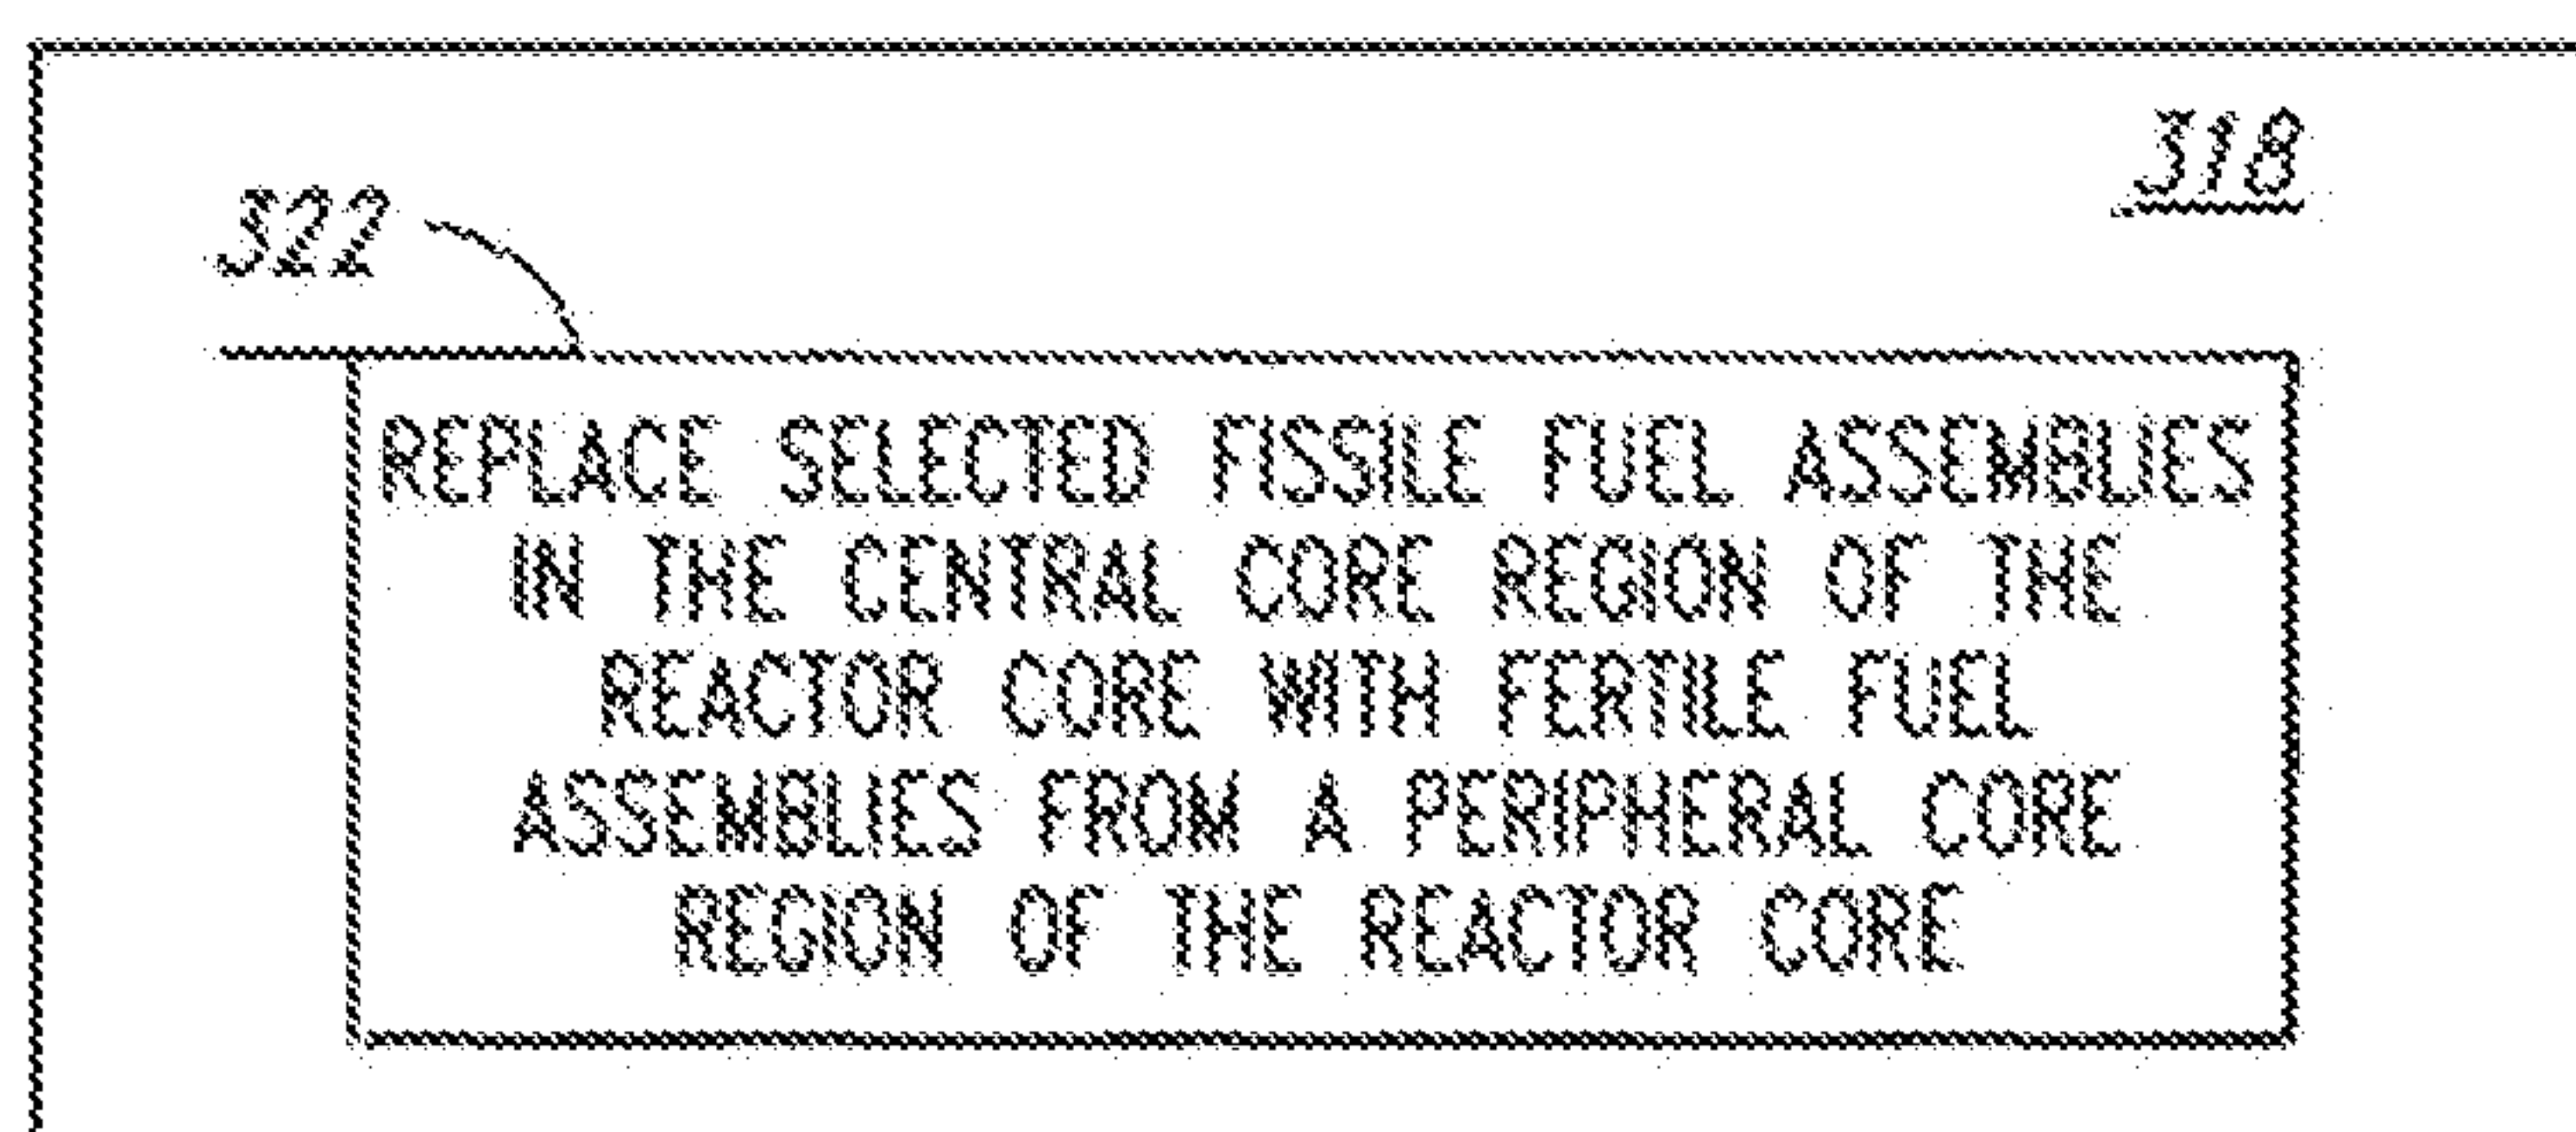 318
322
REPLACE SELECTED FISSILE FUEL ASSEMBLIES
IN THE CENTRAL CORE REGION OF THE
REACTOR CORE WITH FERTILE FUEL
ASSEMBLIES FROM A PERIPHERAL CORE
REGION OF THE REACTOR CORE